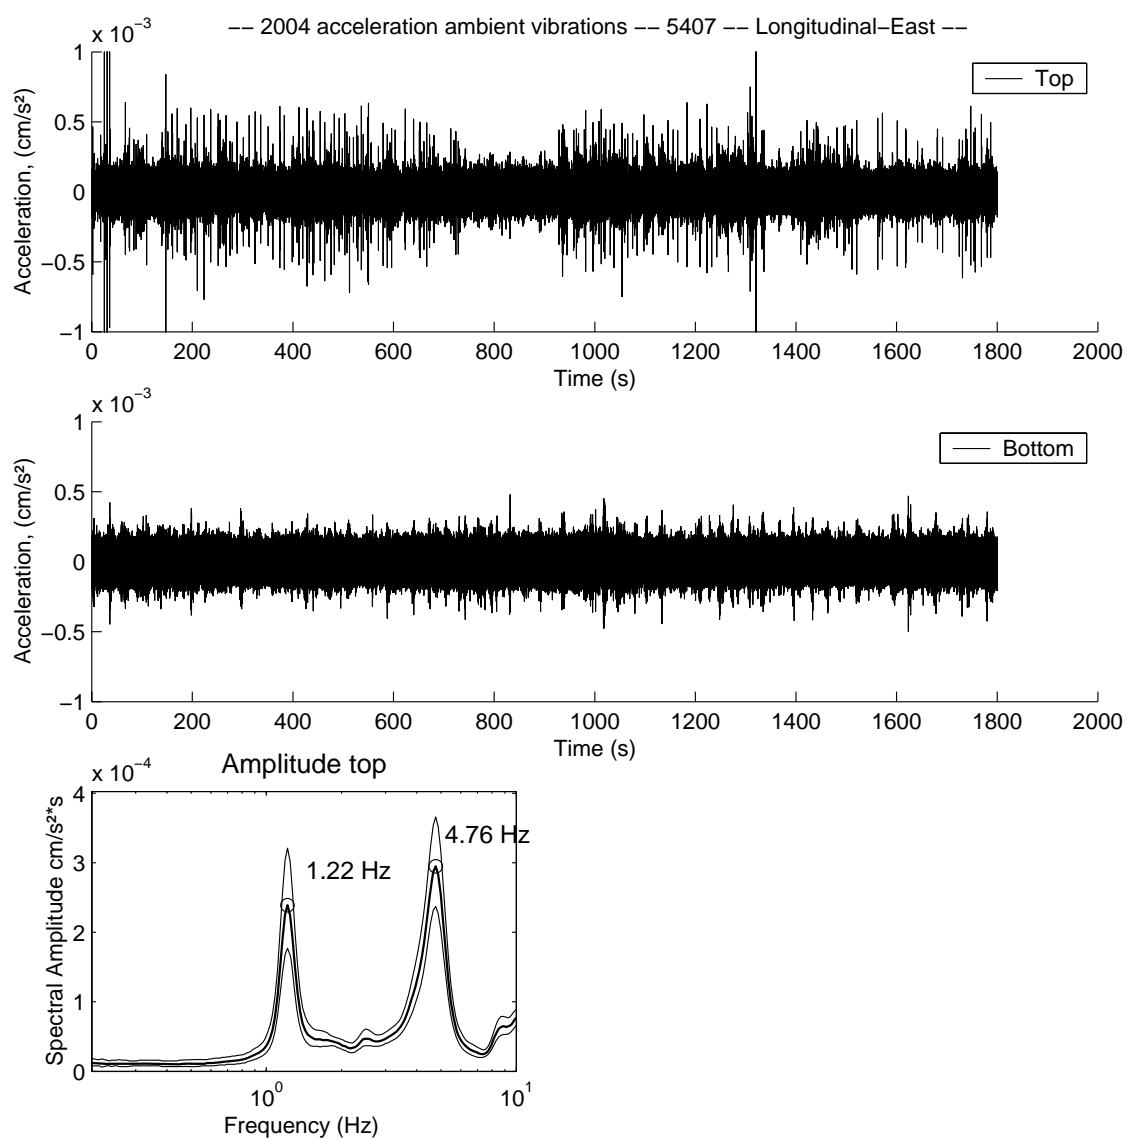 −− 2004 acceleration ambient vibrations −− 5407 −− Longitudinal−East −−
x 10⁻³
Acceleration, (cm/s²)
1
0.5
0
−0.5
−1
Top
0 200 400 600 800 1000 1200 1400 1600 1800 2000
Time (s)
x 10⁻³
Acceleration, (cm/s²)
1
0.5
0
−0.5
−1
Bottom
0 200 400 600 800 1000 1200 1400 1600 1800 2000
Time (s)
Amplitude top
x 10⁻⁴
Spectral Amplitude cm/s²*s
4
3
2
1
0
1.22 Hz
4.76 Hz
10⁰ 10¹
Frequency (Hz)